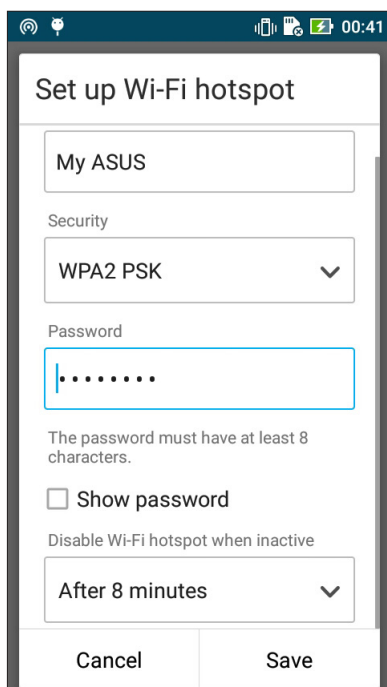 00:41
Set up Wi-Fi hotspot
My ASUS
Security
WPA2 PSK
Password
••••••••
The password must have at least 8
characters.
Show password
Disable Wi-Fi hotspot when inactive
After 8 minutes
Cancel Save